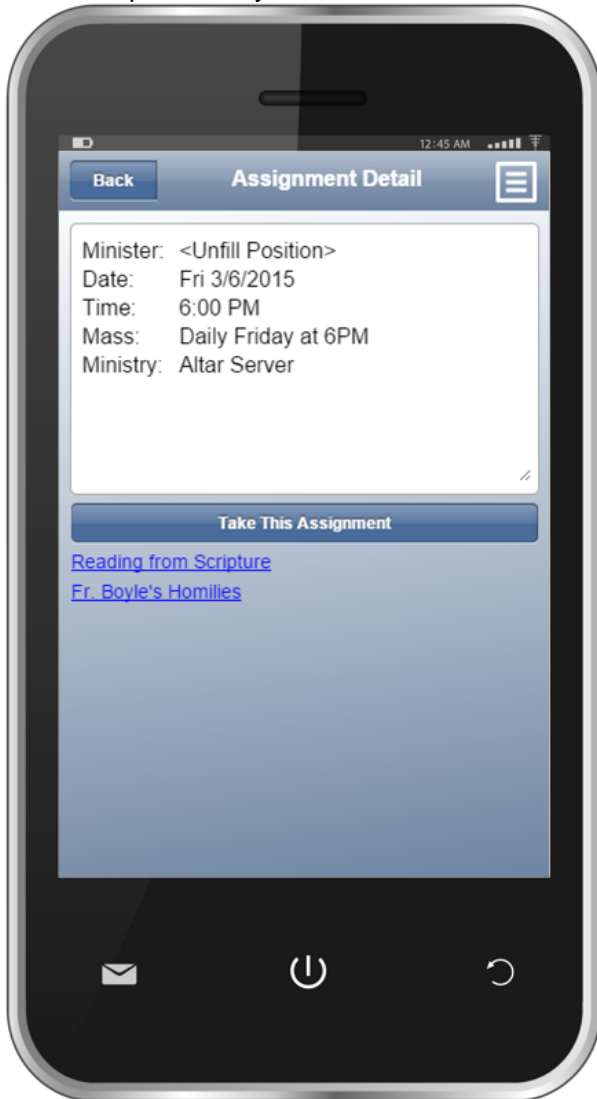 12:45 AM
Back
Assignment Detail
Minister: <Unfill Position>
Date: Fri 3/6/2015
Time: 6:00 PM
Mass: Daily Friday at 6PM
Ministry: Altar Server
Take This Assignment
Reading from Scripture
Fr. Boyle's Homilies